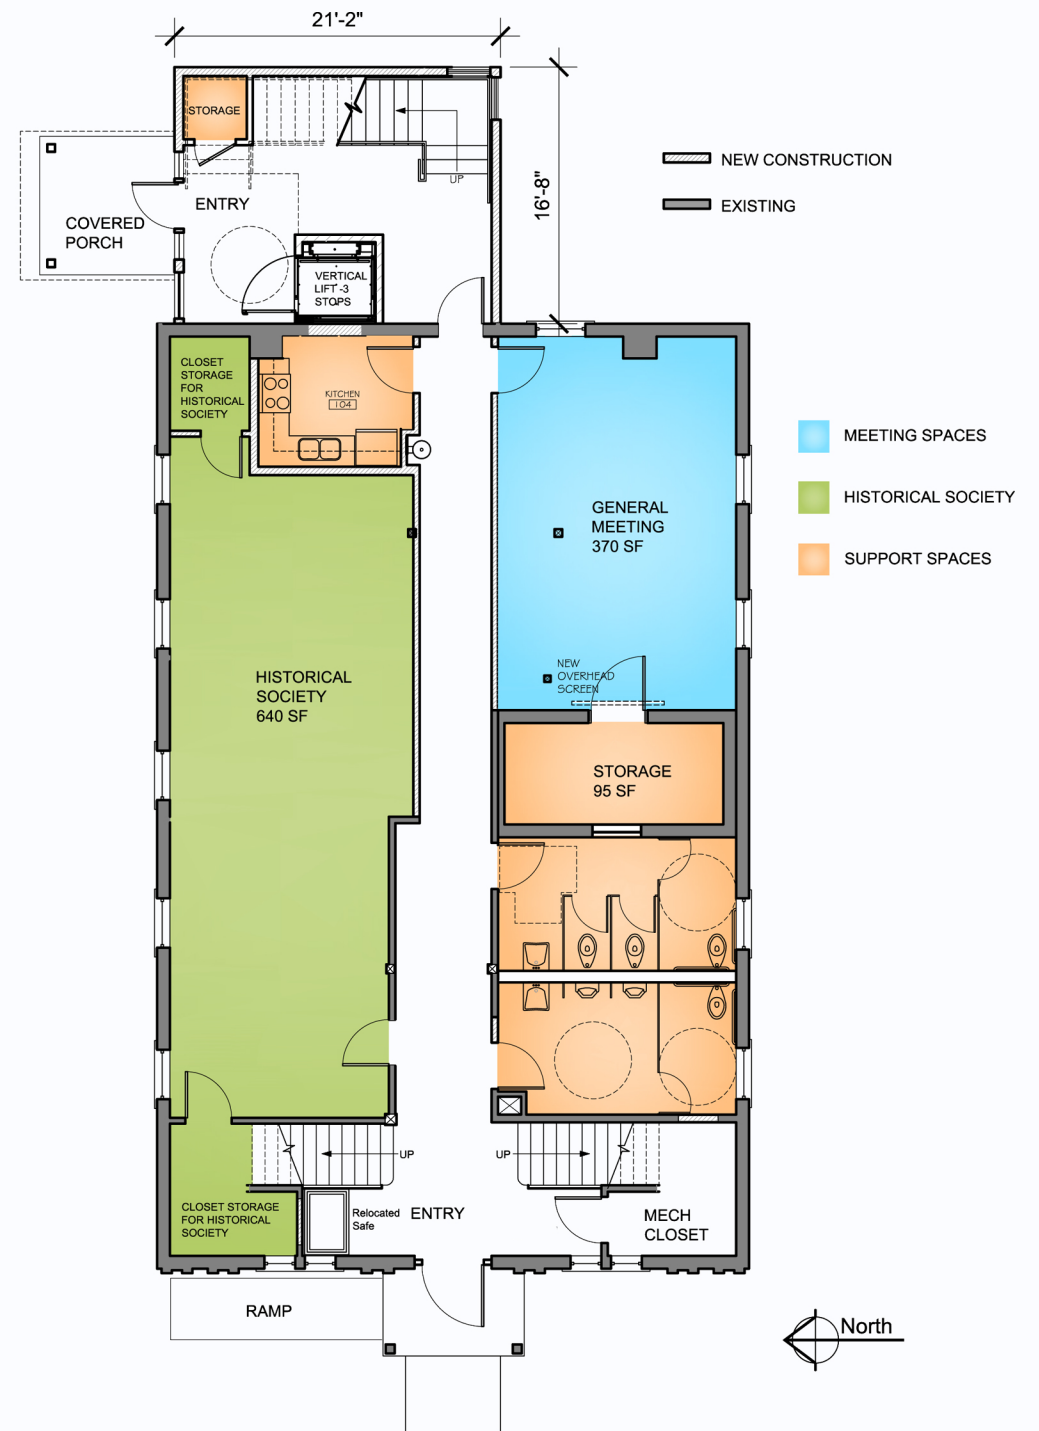 21'-2"
STORAGE
UP
16'-8"
NEW CONSTRUCTION
EXISTING
ENTRY
COVERED
PORCH
VERTICAL
LIFT -3
STOPS
CLOSET
STORAGE
FOR
HISTORICAL
SOCIETY
KITCHEN
104
MEETING SPACES
HISTORICAL SOCIETY
SUPPORT SPACES
GENERAL
MEETING
370 SF
NEW
OVERHEAD
SCREEN
HISTORICAL
SOCIETY
640 SF
STORAGE
95 SF
UP
UP
CLOSET STORAGE
FOR HISTORICAL
SOCIETY
Relocated
Safe
ENTRY
MECH
CLOSET
RAMP
North